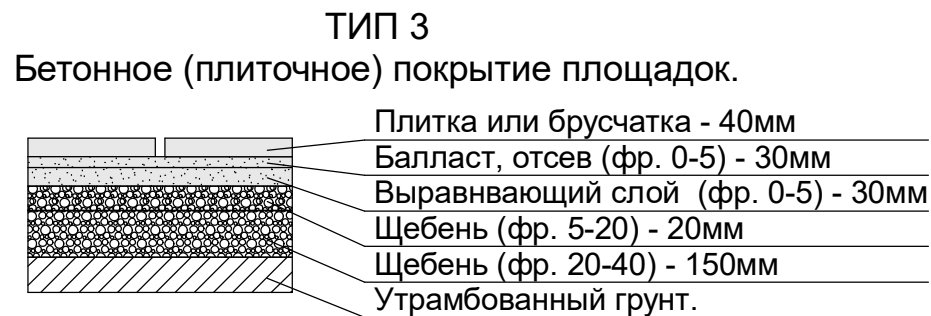 ТИП 3
Бетонное (плиточное) покрытие площадок.
Плитка или брусчатка - 40мм
Балласт, отсев (фр. 0-5) - 30мм
Выравнвающий слой (фр. 0-5) - 30мм
Щебень (фр. 5-20) - 20мм
Щебень (фр. 20-40) - 150мм
Утрамбованный грунт.